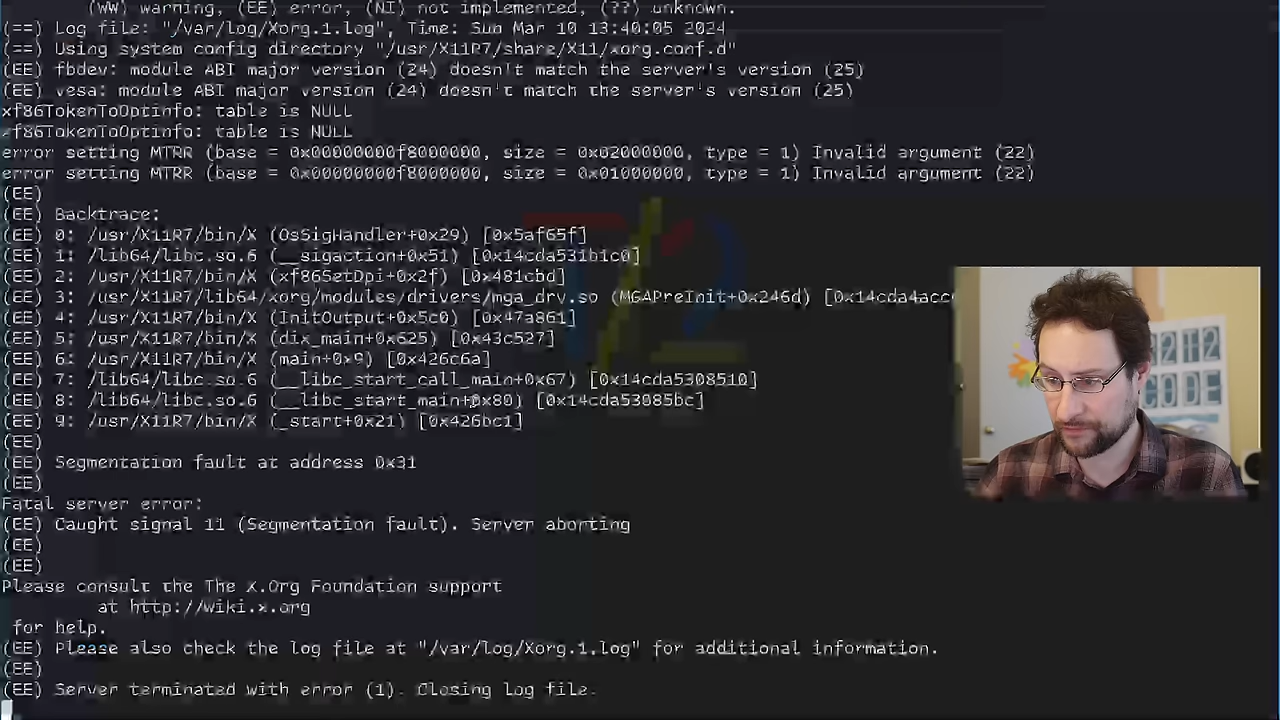 (WW) warning, (EE) error, (NI) not implemented, (??) unknown.
(==) Log file: "/var/log/Xorg.1.log", Time: Sun Mar 10 13:40:05 2024
(==) Using system config directory "/usr/X11R7/share/X11/xorg.conf.d"
(EE) fbdev: module ABI major version (24) doesn't match the server's version (25)
(EE) vesa: module ABI major version (24) doesn't match the server's version (25)
xf86TokenToOptinfo: table is NULL
xf86TokenToOptinfo: table is NULL
error setting MTRR (base = 0x00000000f8000000, size = 0x02000000, type = 1) Invalid argument (22)
error setting MTRR (base = 0x00000000f8000000, size = 0x01000000, type = 1) Invalid argument (22)
(EE)
(EE) Backtrace:
(EE) 0: /usr/X11R7/bin/X (OsSigHandler+0x29) [0x5af65f]
(EE) 1: /lib64/libc.so.6 (__sigaction+0x51) [0x14cda531b1c0]
(EE) 2: /usr/X11R7/bin/X (xf86SetDpi+0x2f) [0x481cbd]
(EE) 3: /usr/X11R7/lib64/xorg/modules/drivers/mga_drv.so (MGAPreInit+0x246d) [0x14cda4acc
(EE) 4: /usr/X11R7/bin/X (InitOutput+0x5c0) [0x47a861]
(EE) 5: /usr/X11R7/bin/X (dix_main+0x625) [0x43c527]
(EE) 6: /usr/X11R7/bin/X (main+0x9) [0x426c6a]
(EE) 7: /lib64/libc.so.6 (__libc_start_call_main+0x67) [0x14cda5308510]
(EE) 8: /lib64/libc.so.6 (__libc_start_main+0x89) [0x14cda53085bc]
(EE) 9: /usr/X11R7/bin/X (_start+0x21) [0x426bc1]
(EE)
(EE) Segmentation fault at address 0x31
(EE)
Fatal server error:
(EE) Caught signal 11 (Segmentation fault). Server aborting
(EE)
(EE)
Please consult the The X.Org Foundation support
at http://wiki.x.org
for help.
(EE) Please also check the log file at "/var/log/Xorg.1.log" for additional information.
(EE)
(EE) Server terminated with error (1). Closing log file.
T/2
CODE